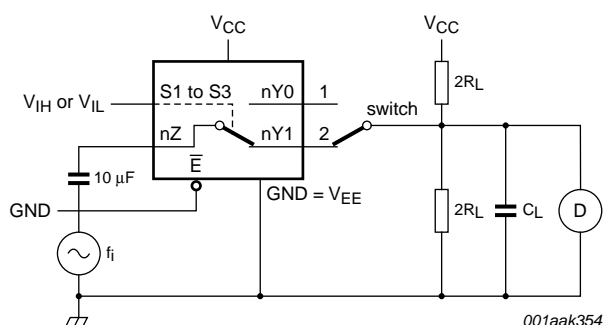 VCC
VCC
S1 to S3
nY0
1
2RL
VIH or VIL
switch
nZ
nY1
2
E
10 μF
GND = VEE
GND
2RL
CL
D
fi
001aak354